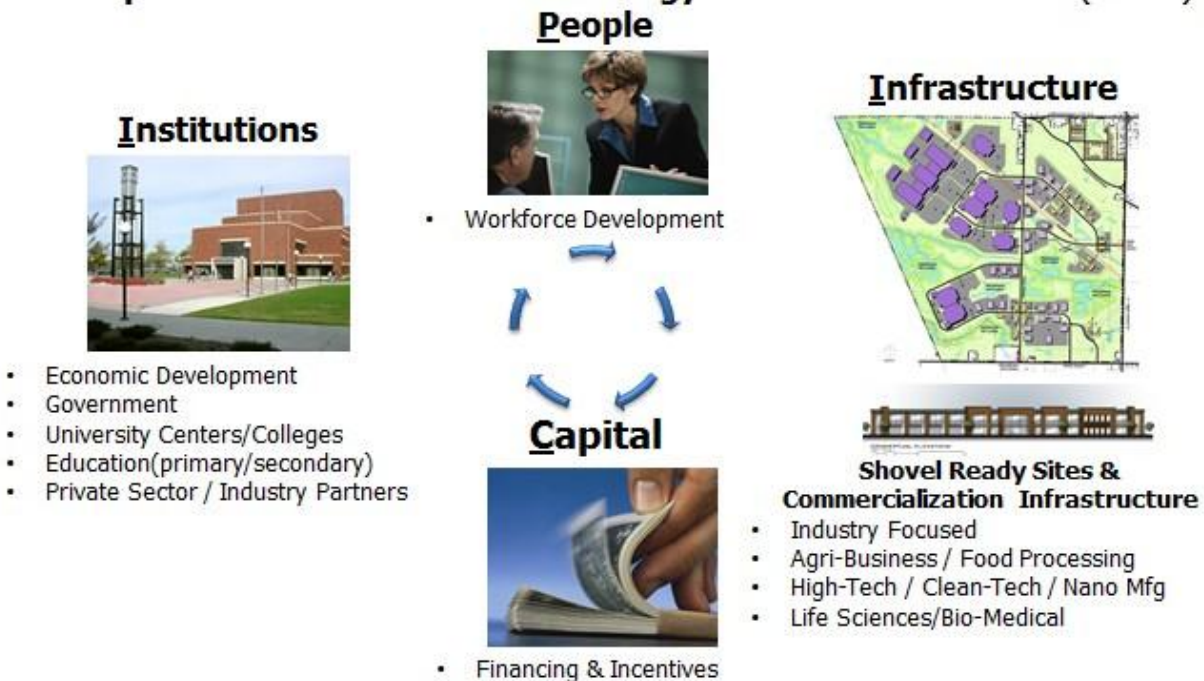 People
Institutions
Infrastructure
• Workforce Development
• Economic Development
• Government
• University Centers/Colleges
• Education(primary/secondary)
• Private Sector / Industry Partners
Capital
• Financing & Incentives
Shovel Ready Sites &
Commercialization Infrastructure
• Industry Focused
• Agri-Business / Food Processing
• High-Tech / Clean-Tech / Nano Mfg
• Life Sciences/Bio-Medical